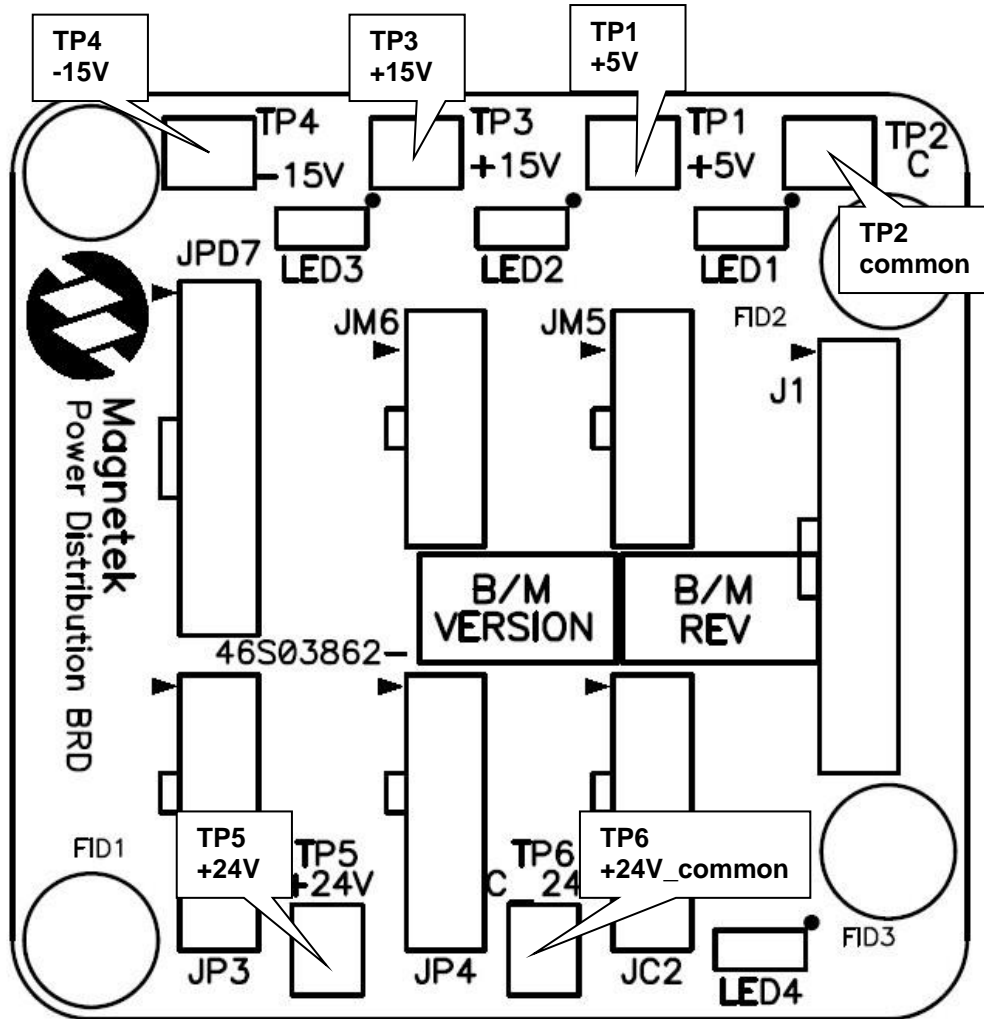 TP4
-15V
TP3
+15V
TP1
+5V
TP4
-15V
TP3
+15V
TP1
+5V
TP2
C
TP2
common
LED3
LED2
LED1
JPD7
JM6
JM5
FID2
J1
Magnetek
Power Distribution BRD
B/M
VERSION
B/M
REV
46S03862-
TP5
+24V
TP6
+24V_common
FID1
TP5
+24V
TP6
C_24
JP3
JP4
JC2
LED4
FID3